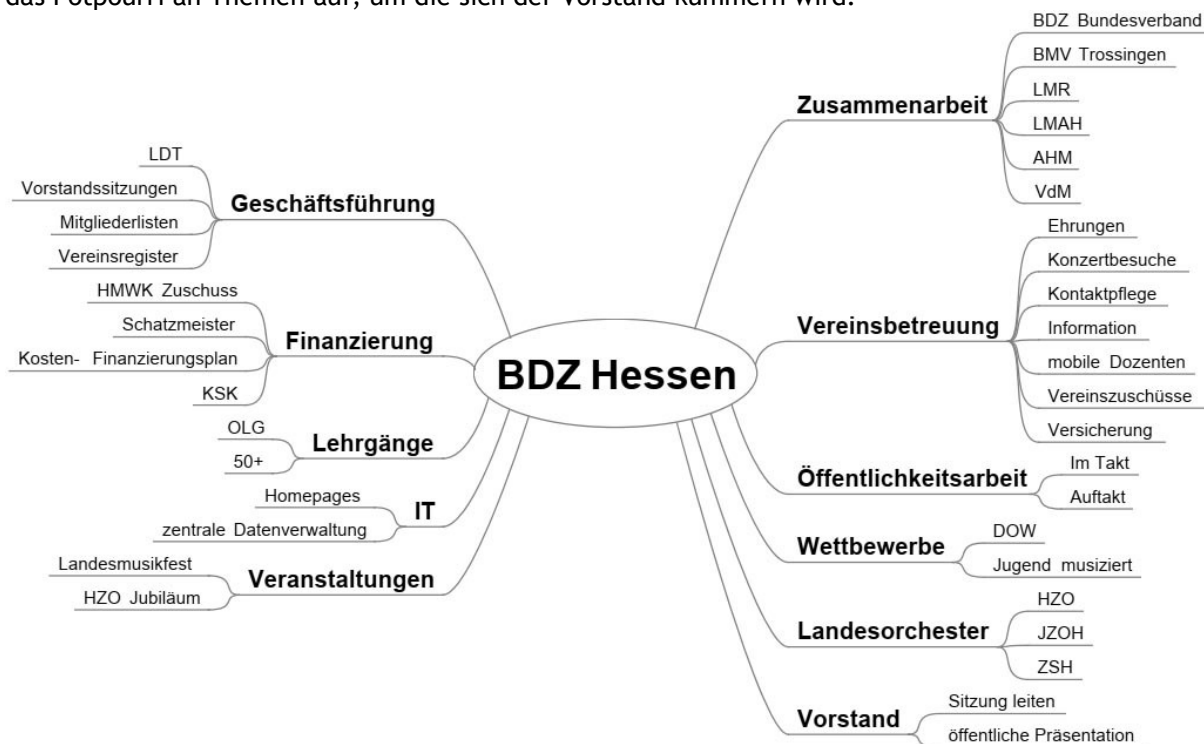 das Potpourri an Themen auf, um die sich der Vorstand kümmern wird.
BDZ Hessen
Geschäftsführung
LDT
Vorstandssitzungen
Mitgliederlisten
Vereinsregister
Finanzierung
HMWK Zuschuss
Schatzmeister
Kosten- Finanzierungsplan
KSK
Lehrgänge
OLG
50+
IT
Homepages
zentrale Datenverwaltung
Veranstaltungen
Landesmusikfest
HZO Jubiläum
Zusammenarbeit
BDZ Bundesverband
BMV Trossingen
LMR
LMAH
AHM
VdM
Vereinsbetreuung
Ehrungen
Konzertbesuche
Kontaktpflege
Information
mobile Dozenten
Vereinszuschüsse
Versicherung
Öffentlichkeitsarbeit
Im Takt
Auftakt
Wettbewerbe
DOW
Jugend musiziert
Landesorchester
HZO
JZOH
ZSH
Vorstand
Sitzung leiten
öffentliche Präsentation